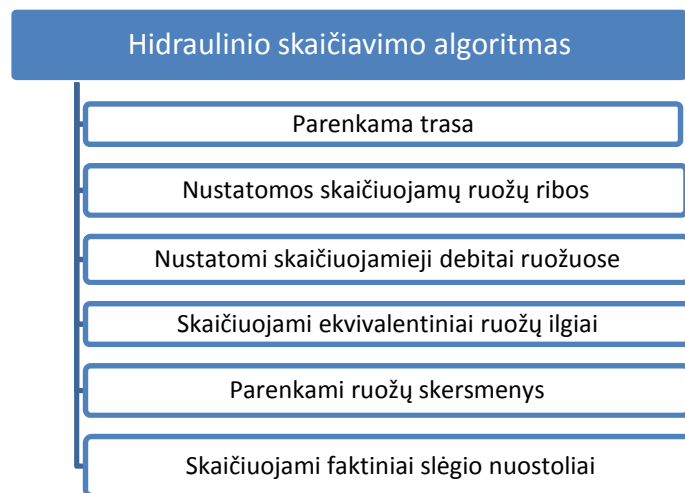 Hidraulinio skaičiavimo algoritmas
Parenkama trasa
Nustatomos skaičiuojamų ruožų ribos
Nustatomi skaičiuojamieji debitai ruožuose
Skaičiuojami ekvivalentiniai ruožų ilgiai
Parenkami ruožų skersmenys
Skaičiuojami faktiniai slėgio nuostoliai